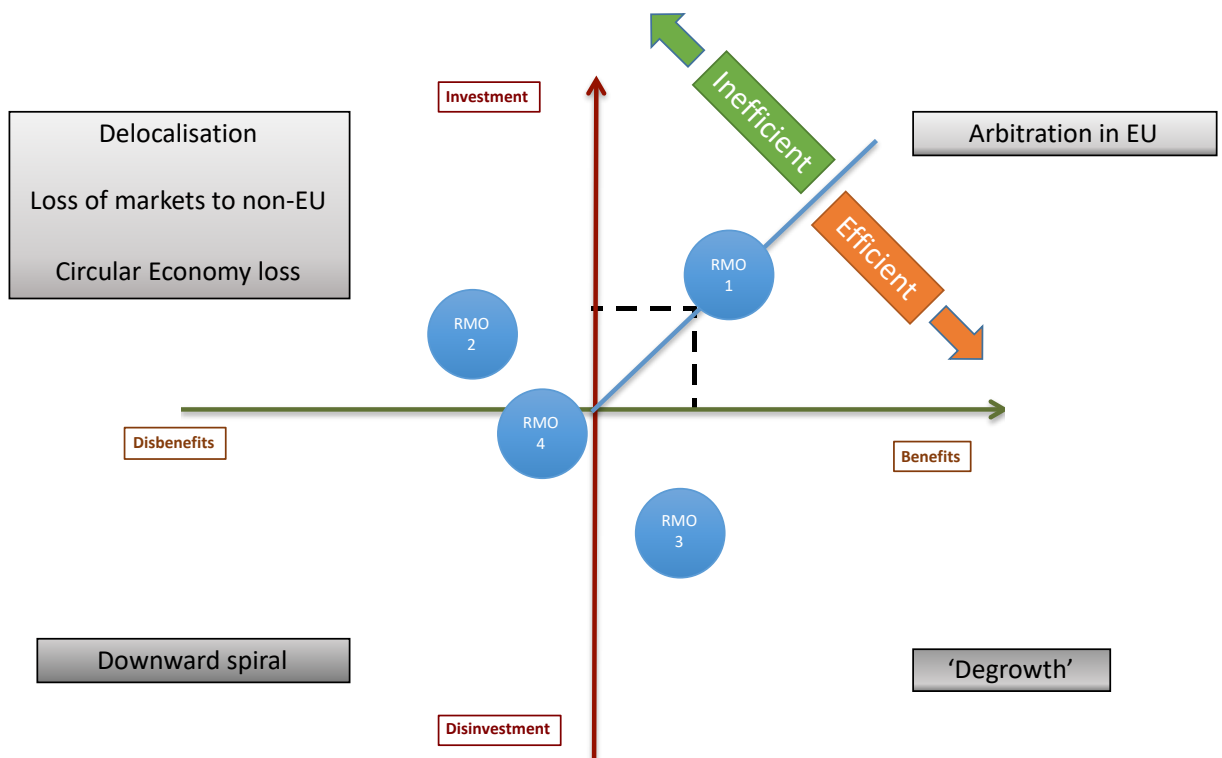 Investment
Inefficient
Delocalisation
Loss of markets to non-EU
Circular Economy loss
Arbitration in EU
Efficient
RMO
1
RMO
2
RMO
4
Disbenefits
Benefits
RMO
3
Downward spiral
‘Degrowth’
Disinvestment